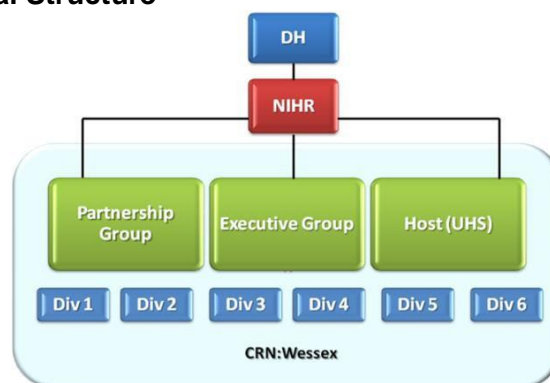 al Structure
DH
NIHR
Partnership
Group
Executive Group
Host (UHS)
Div 1
Div 2
Div 3
Div 4
Div 5
Div 6
CRN:Wessex